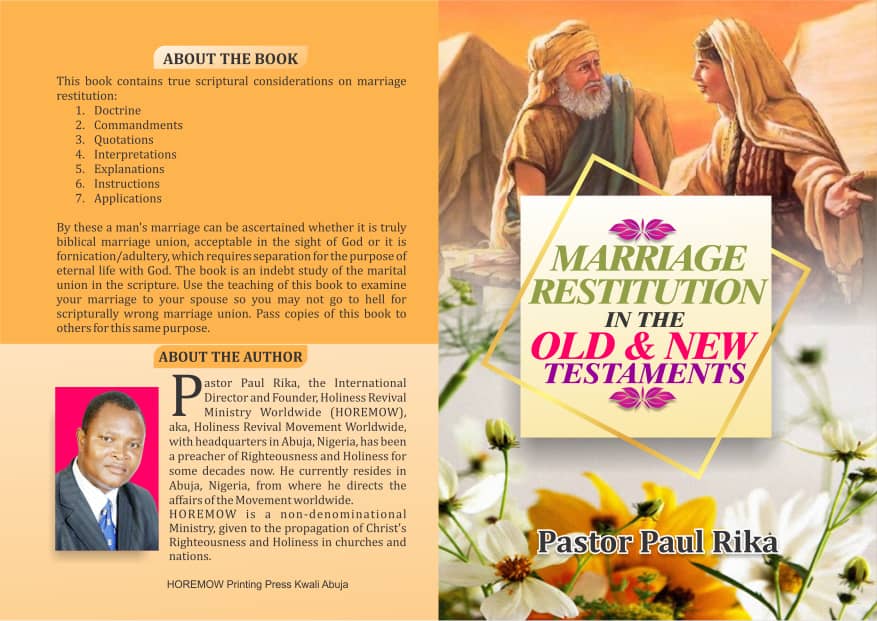 ABOUT THE BOOK
This book contains true scriptural considerations on marriage
restitution:
1. Doctrine
2. Commandments
3. Quotations
4. Interpretations
5. Explanations
6. Instructions
7. Applications
By these a man's marriage can be ascertained whether it is truly
biblical marriage union, acceptable in the sight of God or it is
fornication/adultery, which requires separation for the purpose of
eternal life with God. The book is an indebt study of the marital
union in the scripture. Use the teaching of this book to examine
your marriage to your spouse so you may not go to hell for
scripturally wrong marriage union. Pass copies of this book to
others for this same purpose.
ABOUT THE AUTHOR
Pastor Paul Rika, the International
Director and Founder, Holiness Revival
Ministry Worldwide (HOREMOW),
aka, Holiness Revival Movement Worldwide,
with headquarters in Abuja, Nigeria, has been
a preacher of Righteousness and Holiness for
some decades now. He currently resides in
Abuja, Nigeria, from where he directs the
affairs of the Movement worldwide.
HOREMOW is a non-denominational
Ministry, given to the propagation of Christ's
Righteousness and Holiness in churches and
nations.
HOREMOW Printing Press Kwali Abuja
MARRIAGE
RESTITUTION
IN THE
OLD & NEW
TESTAMENTS
Pastor Paul Rika